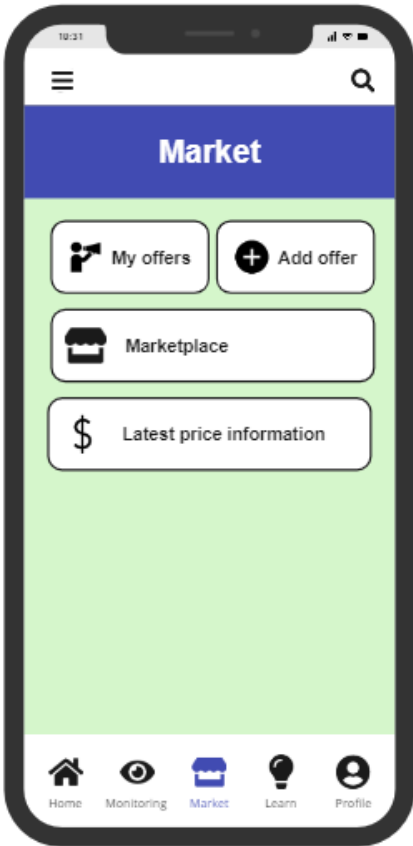 10:31
Market
My offers
Add offer
Marketplace
$ Latest price information
Home Monitoring Market Learn Profile